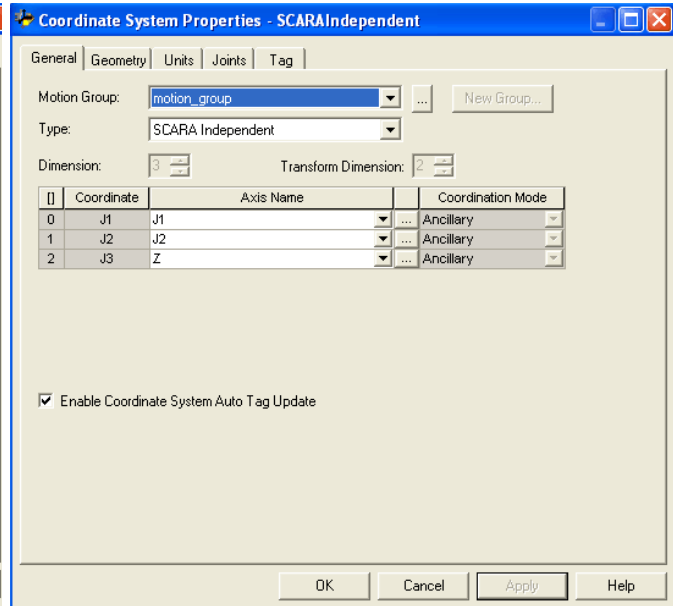 Coordinate System Properties - SCARAIndependent
General Geometry Units Joints Tag
Motion Group: motion_group ... New Group...
Type: SCARA Independent
Dimension: 3 Transform Dimension: 2
[] Coordinate Axis Name Coordination Mode
0 J1 J1 ... Ancillary
1 J2 J2 ... Ancillary
2 J3 Z ... Ancillary
Enable Coordinate System Auto Tag Update
OK Cancel Apply Help